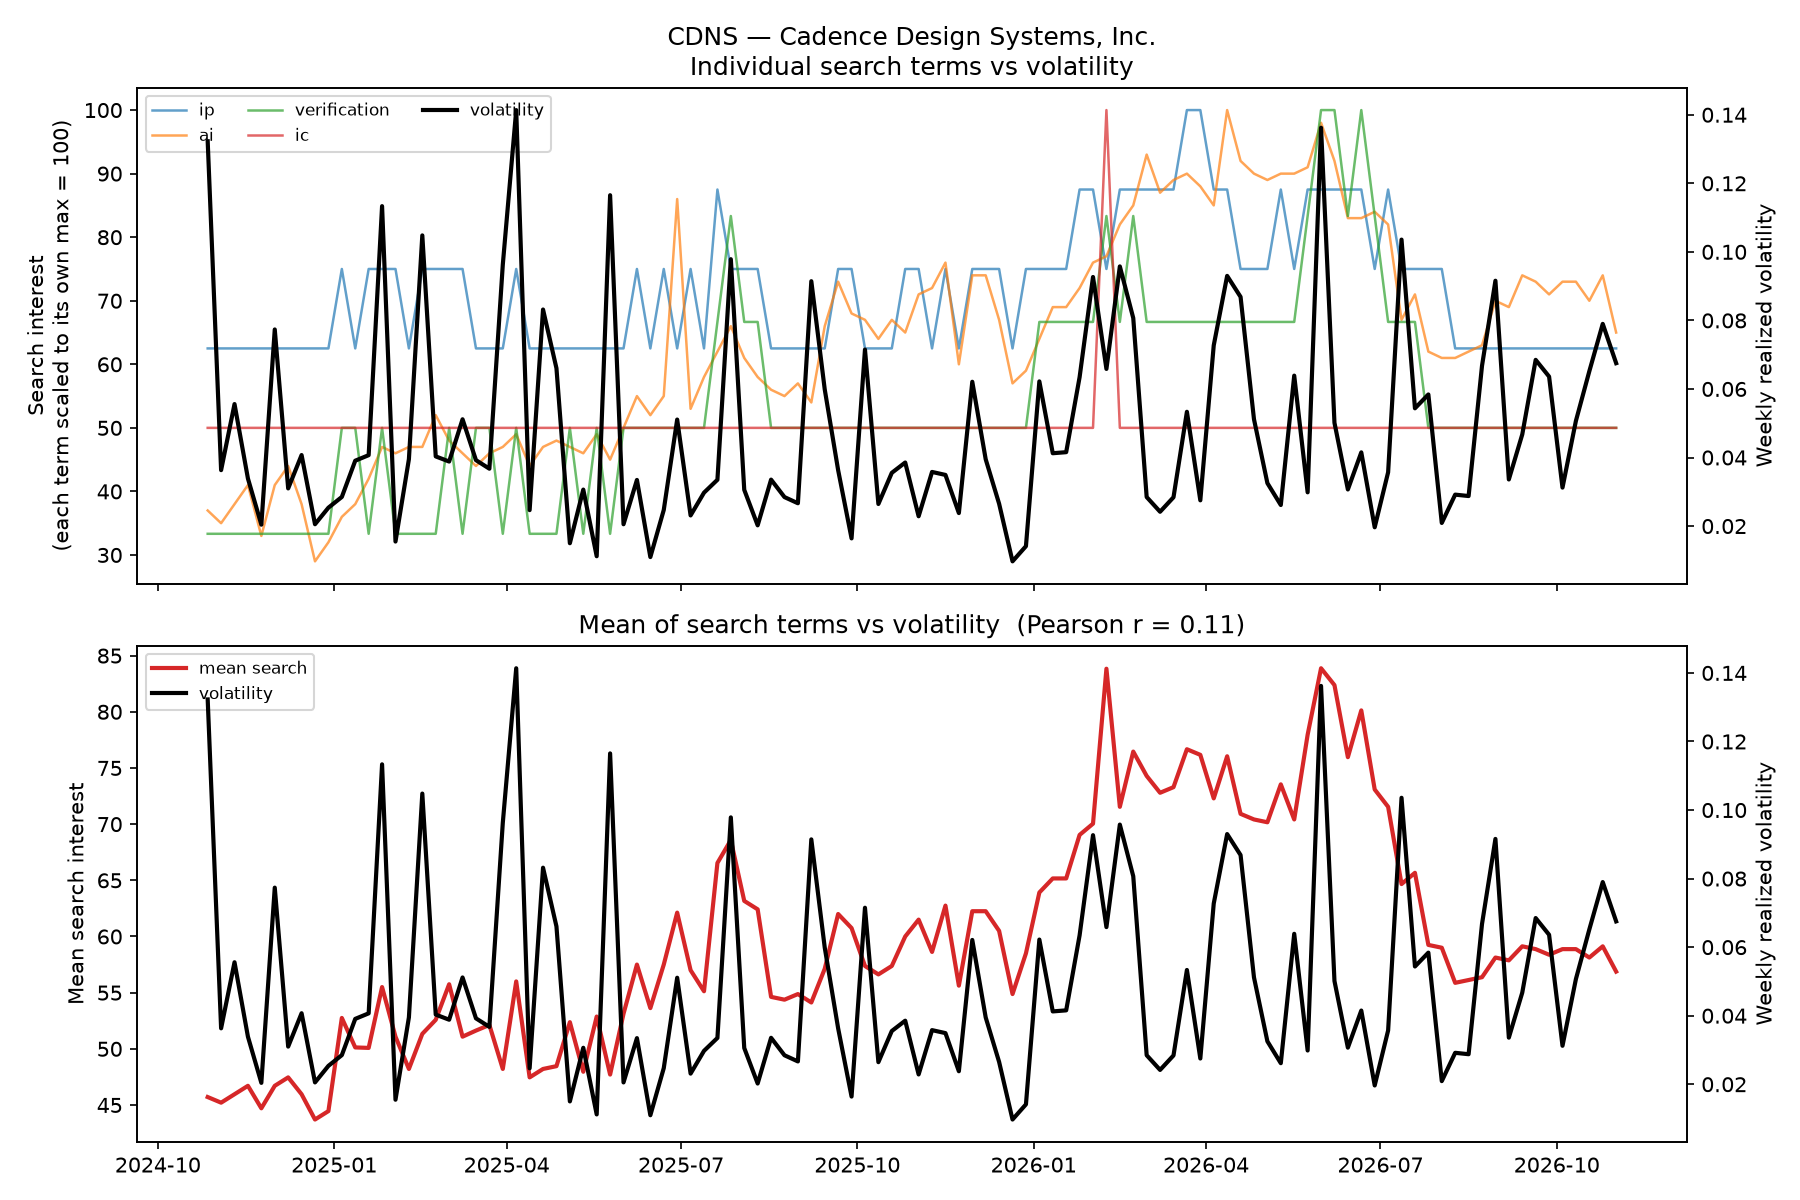 CDNS — Cadence Design Systems, Inc.
Individual search terms vs volatility
ip
verification
volatility
ai
ic
Search interest
(each term scaled to its own max = 100)
100
90
80
70
60
50
40
30
0.14
0.12
0.10
0.08
0.06
0.04
0.02
Weekly realized volatility
Mean of search terms vs volatility  (Pearson r = 0.11)
mean search
volatility
Mean search interest
85
80
75
70
65
60
55
50
45
0.14
0.12
0.10
0.08
0.06
0.04
0.02
Weekly realized volatility
2024-10
2025-01
2025-04
2025-07
2025-10
2026-01
2026-04
2026-07
2026-10